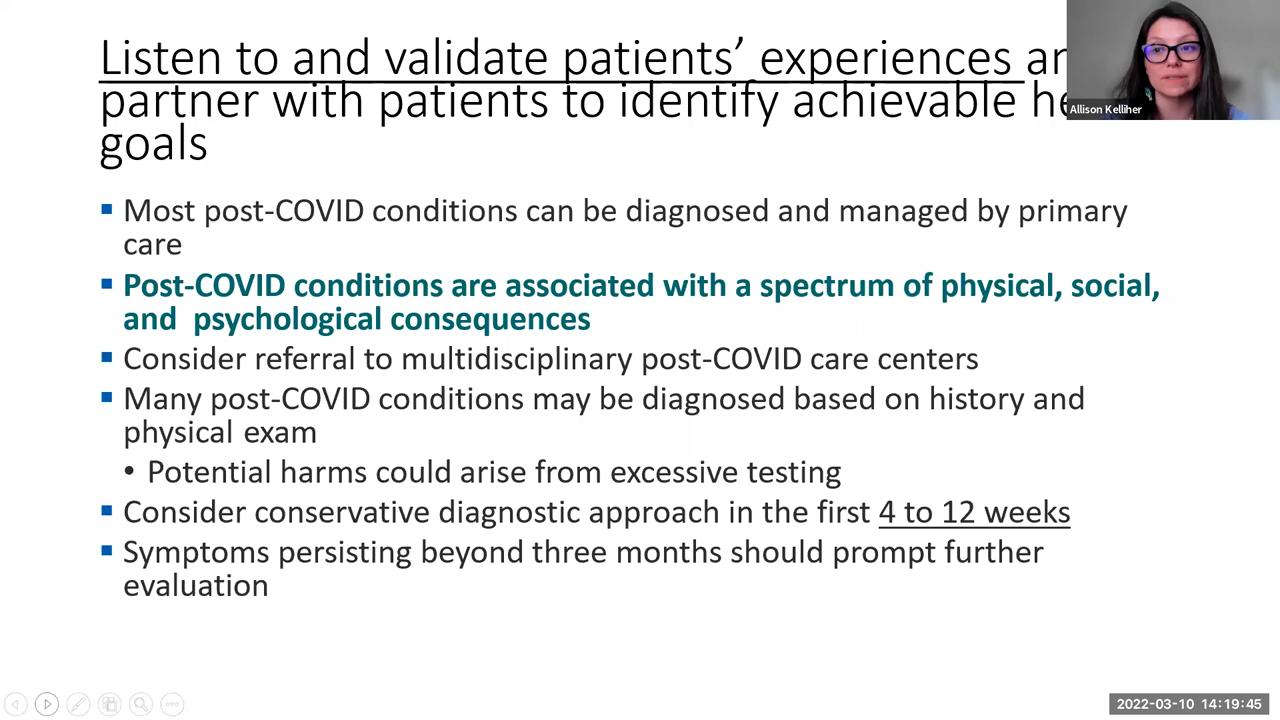 Listen to and validate patients’ experiences
partner with patients to identify achievable
goals
Allison Kelliher
▪ Most post-COVID conditions can be diagnosed and managed by primary
care
▪ Post-COVID conditions are associated with a spectrum of physical, social,
and psychological consequences
▪ Consider referral to multidisciplinary post-COVID care centers
▪ Many post-COVID conditions may be diagnosed based on history and
physical exam
• Potential harms could arise from excessive testing
▪ Consider conservative diagnostic approach in the first 4 to 12 weeks
▪ Symptoms persisting beyond three months should prompt further
evaluation
2022-03-10 14:19:45